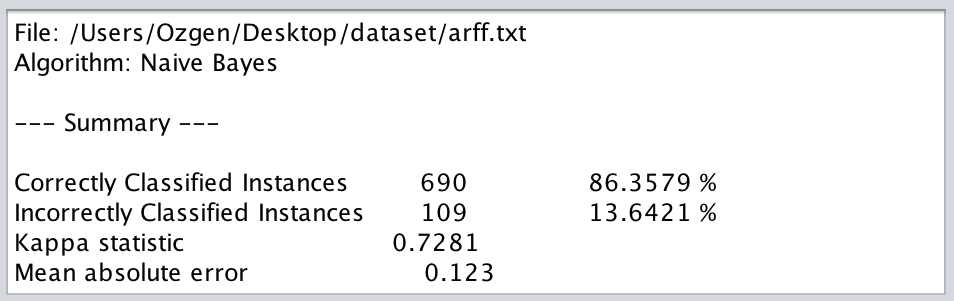 File: /Users/Ozgen/Desktop/dataset/arff.txt
Algorithm: Naive Bayes
--- Summary ---
Correctly Classified Instances 690 86.3579 %
Incorrectly Classified Instances 109 13.6421 %
Kappa statistic 0.7281
Mean absolute error 0.123